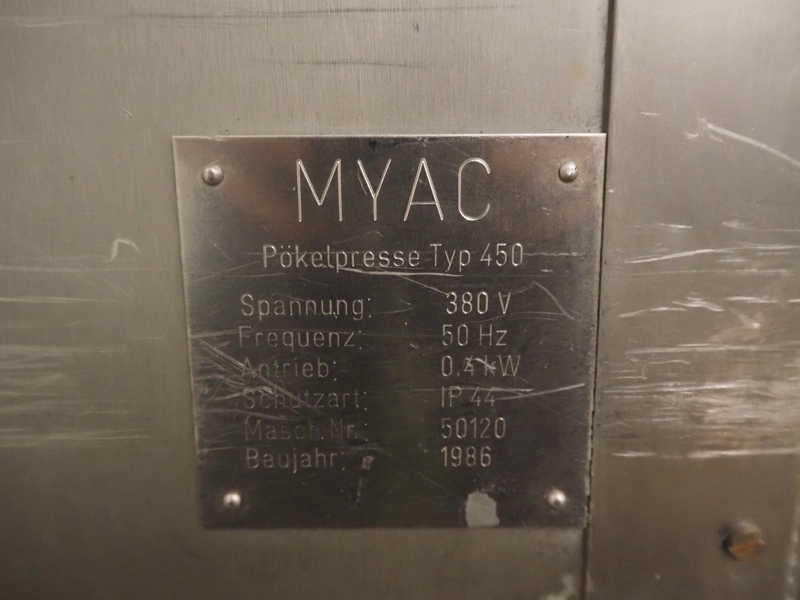 MYAC
Pökelpresse Typ 450
Spannung: 380 V
Frequenz: 50 Hz
Antrieb: 0,4 kW
Schutzart: IP 44
Masch.Nr.: 50120
Baujahr: 1986